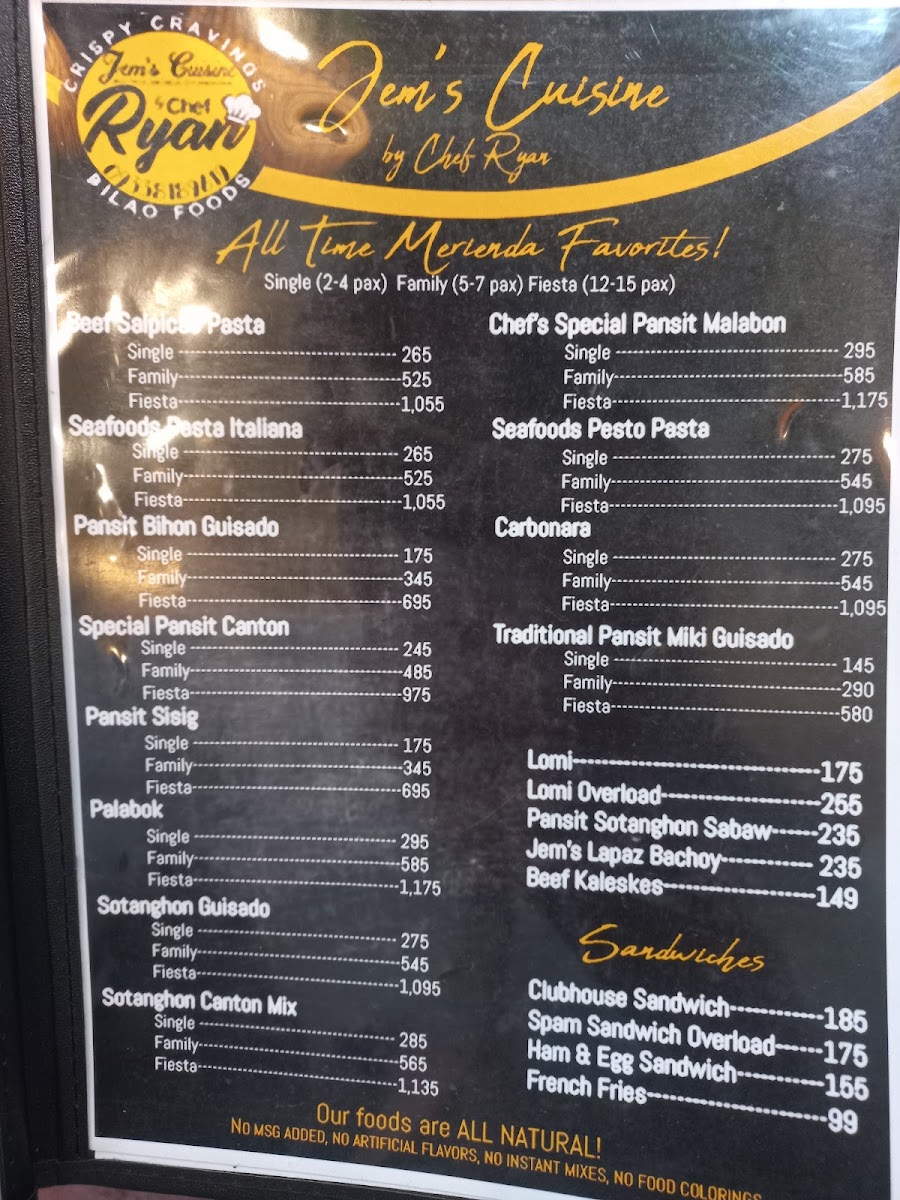 CRISPY CRAVINGS
Jem's Cuisine
by Chef
Ryan
BILAO FOODS
Jem's Cuisine
by Chef Ryan
All Time Merienda Favorites!
Single (2-4 pax) Family (5-7 pax) Fiesta (12-15 pax)
Beef Salpicao Pasta
Single 265
Family 525
Fiesta 1,055
Seafoods Pasta Italiana
Single 265
Family 525
Fiesta 1,055
Pansit Bihon Guisado
Single 175
Family 345
Fiesta 695
Special Pansit Canton
Single 245
Family 485
Fiesta 975
Pansit Sisig
Single 175
Family 345
Fiesta 695
Palabok
Single 295
Family 585
Fiesta 1,175
Sotanghon Guisado
Single 275
Family 545
Fiesta 1,095
Sotanghon Canton Mix
Single 285
Family 565
Fiesta 1,135
Chef's Special Pansit Malabon
Single 295
Family 585
Fiesta 1,175
Seafoods Pesto Pasta
Single 275
Family 545
Fiesta 1,095
Carbonara
Single 275
Family 545
Fiesta 1,095
Traditional Pansit Miki Guisado
Single 145
Family 290
Fiesta 580
Lomi 175
Lomi Overload 255
Pansit Sotanghon Sabaw 235
Jem's Lapaz Bachoy 235
Beef Kaleskes 149
Sandwiches
Clubhouse Sandwich 185
Spam Sandwich Overload 175
Ham & Egg Sandwich 155
French Fries 99
Our foods are ALL NATURAL!
NO MSG ADDED, NO ARTIFICIAL FLAVORS, NO INSTANT MIXES, NO FOOD COLORINGS